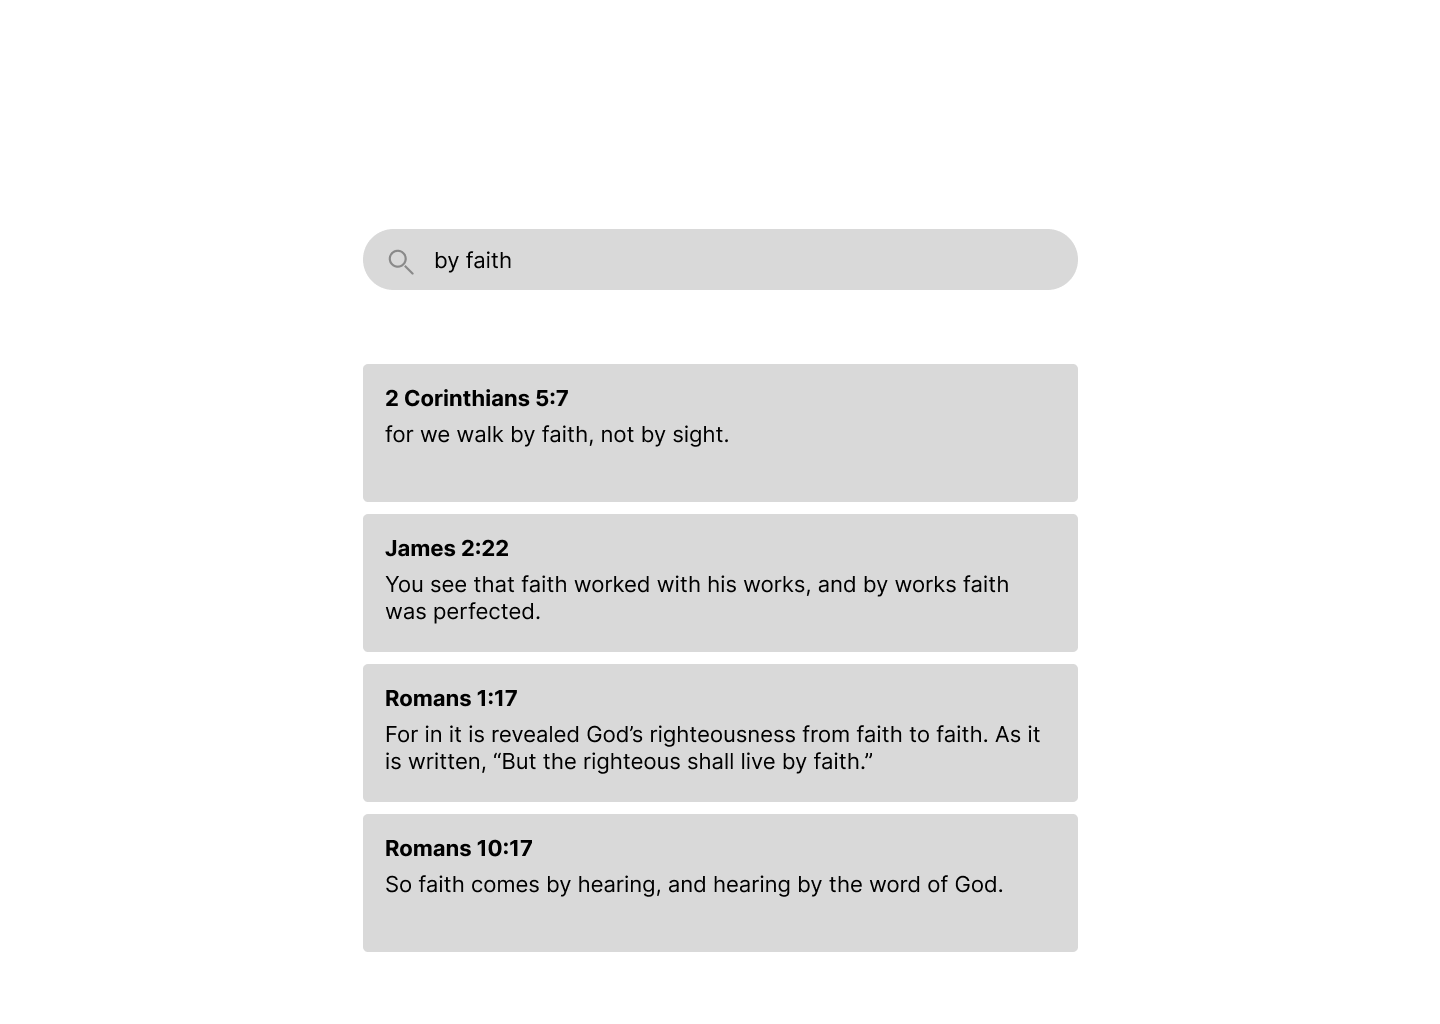 by faith
2 Corinthians 5:7
for we walk by faith, not by sight.
James 2:22
You see that faith worked with his works, and by works faith
was perfected.
Romans 1:17
For in it is revealed God’s righteousness from faith to faith. As it
is written, “But the righteous shall live by faith.”
Romans 10:17
So faith comes by hearing, and hearing by the word of God.